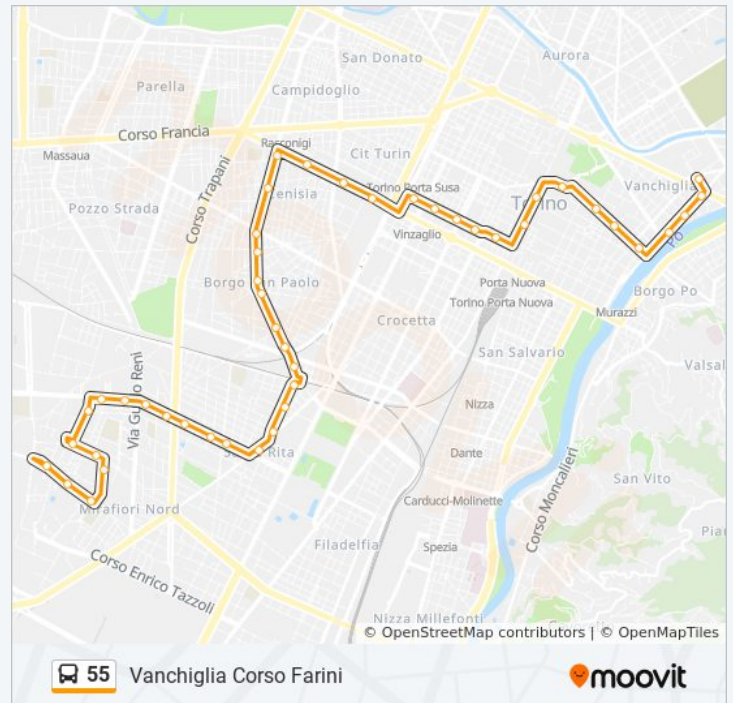 San Donato
Aurora
Parella
Campidoglio
Corso Francia
Racconigi
Massaua
Cit Turin
Corso Trapani
Torino Porta Susa
Vanchiglia
Cenisia
Pozzo Strada
Torino
Vinzaglio
Po
Borgo San Paolo
Porta Nuova
Borgo Po
Torino Porta Nuova
Murazzi
Crocetta
San Salvario
Valsal
Via Guido Reni
Nizza
Santa Rita
Dante
San Vito
Corso Moncalieri
Carducci-Molinette
Mirafiori Nord
Pian
Filadelfia
Spezia
Corso Enrico Tazzoli
Nizza Millefonti
© OpenStreetMap contributors | © OpenMapTiles
55 Vanchiglia Corso Farini
moovit